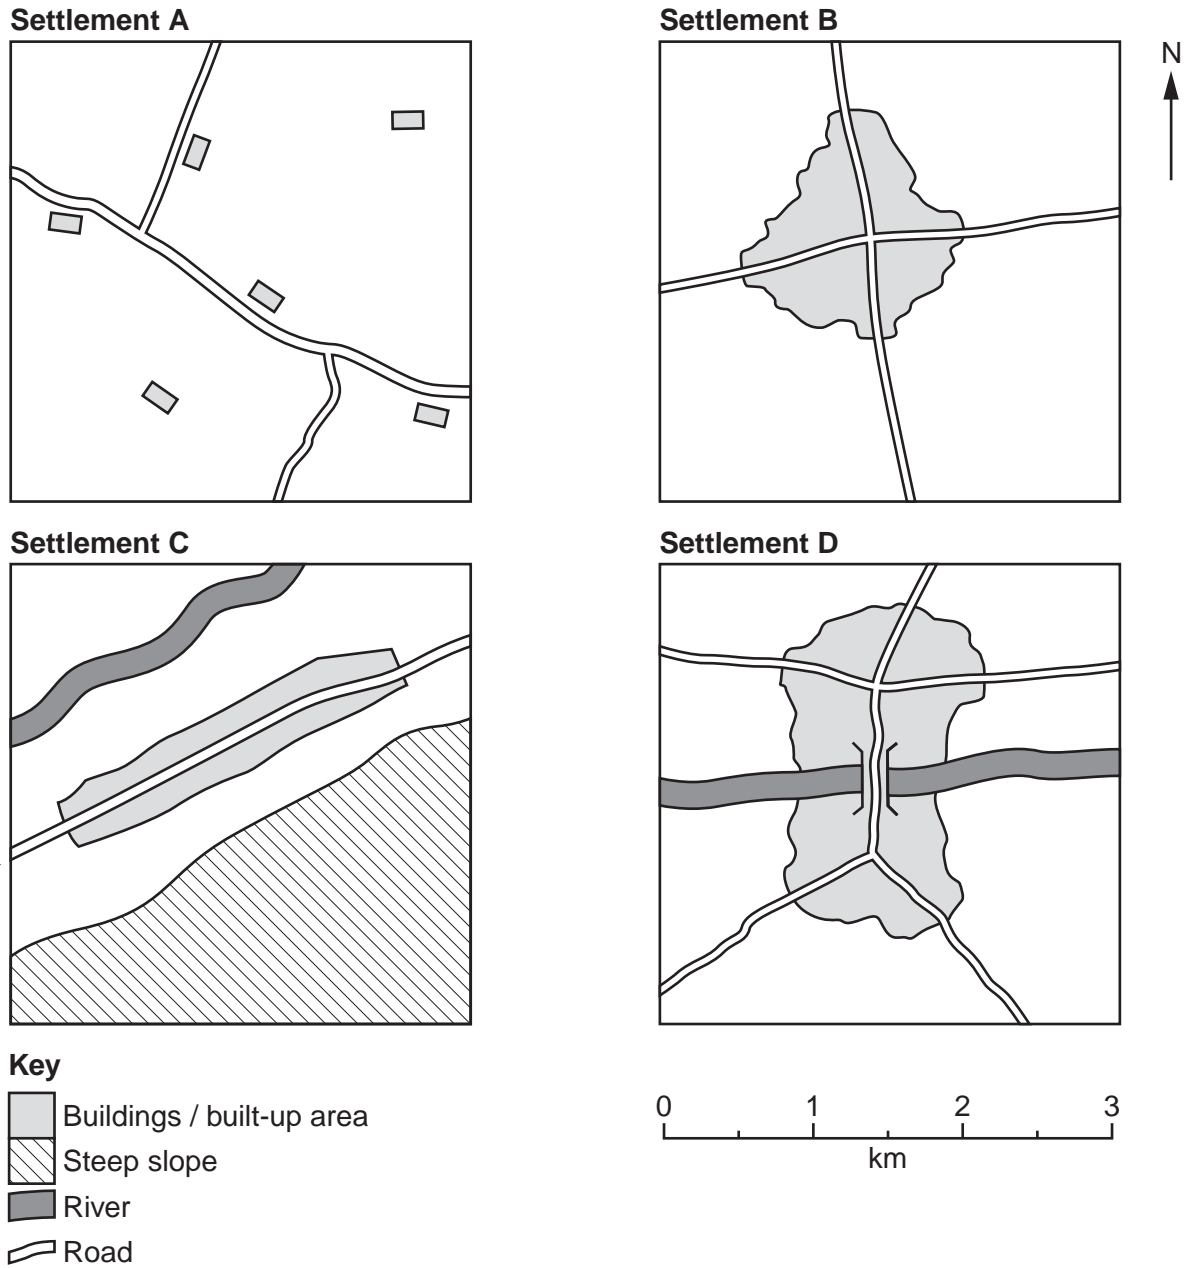 Settlement A
Settlement B
N
Settlement C
Settlement D
Key
Buildings / built-up area
Steep slope
River
Road
0 1 2 3
km